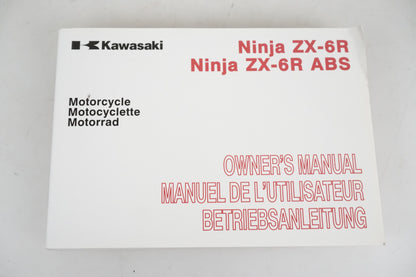 Kawasaki
Ninja ZX-6R
Ninja ZX-6R ABS
Motorcycle
Motocyclette
Motorrad
OWNER'S MANUAL
MANUEL DE L'UTILISATEUR
BETRIEBSANLEITUNG